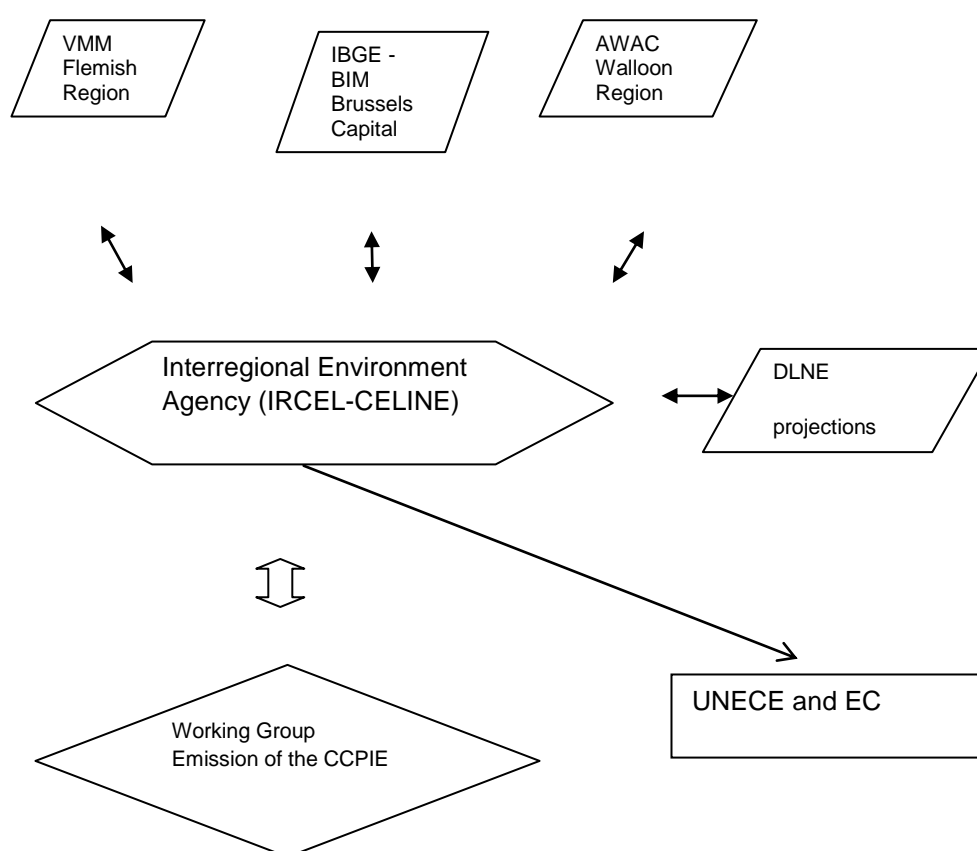 VMM
Flemish
Region
IBGE -
BIM
Brussels
Capital
AWAC
Walloon
Region
Interregional Environment
Agency (IRCEL-CELINE)
DLNE
projections
Working Group
Emission of the CCPIE
UNECE and EC